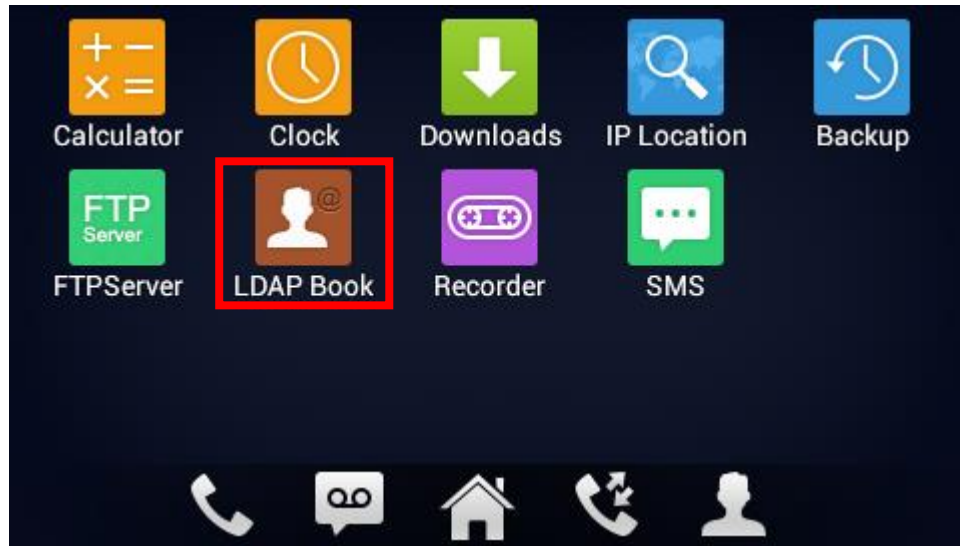 Calculator
Clock
Downloads
IP Location
Backup
FTP
Server
@
FTPServer
LDAP Book
Recorder
SMS